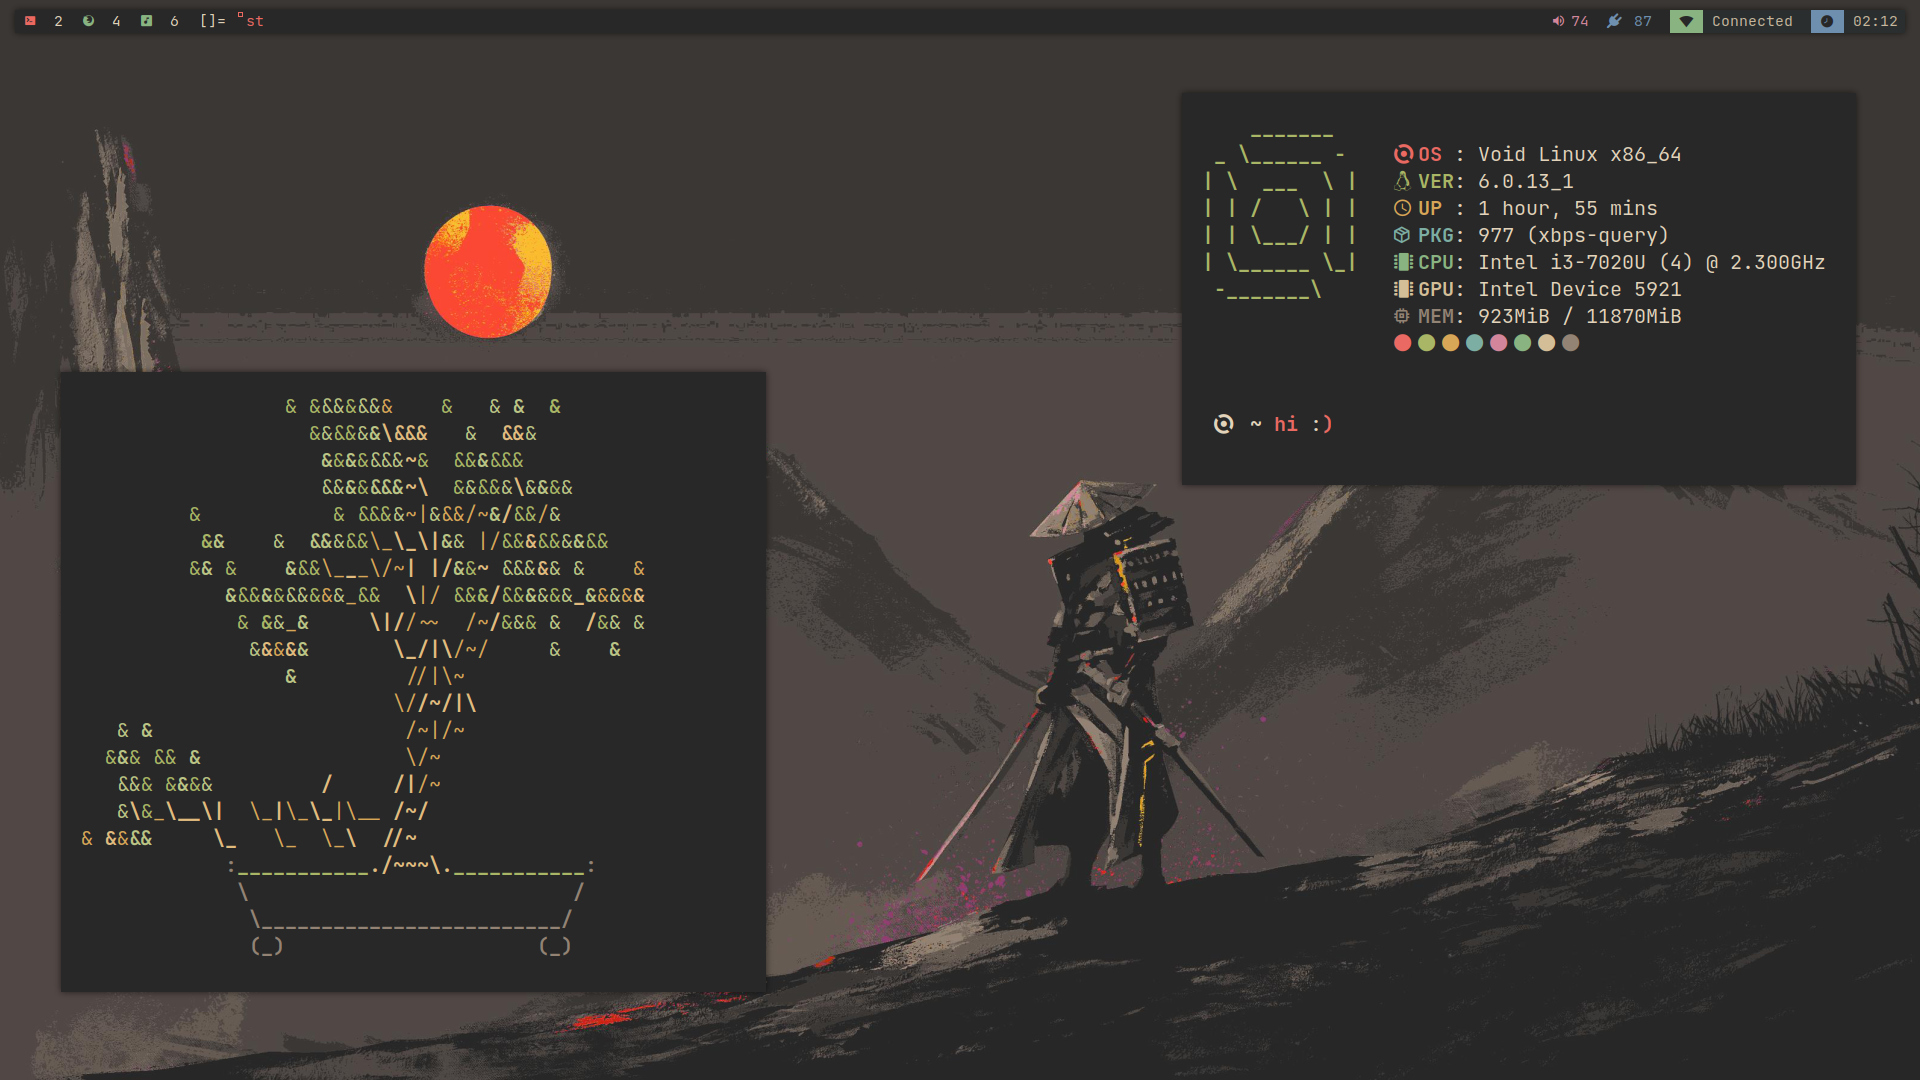 2 4 6 []= st
74 87 Connected 02:12
OS : Void Linux x86_64
VER: 6.0.13_1
UP : 1 hour, 55 mins
PKG: 977 (xbps-query)
CPU: Intel i3-7020U (4) @ 2.300GHz
GPU: Intel Device 5921
MEM: 923MiB / 11870MiB
~ hi :)